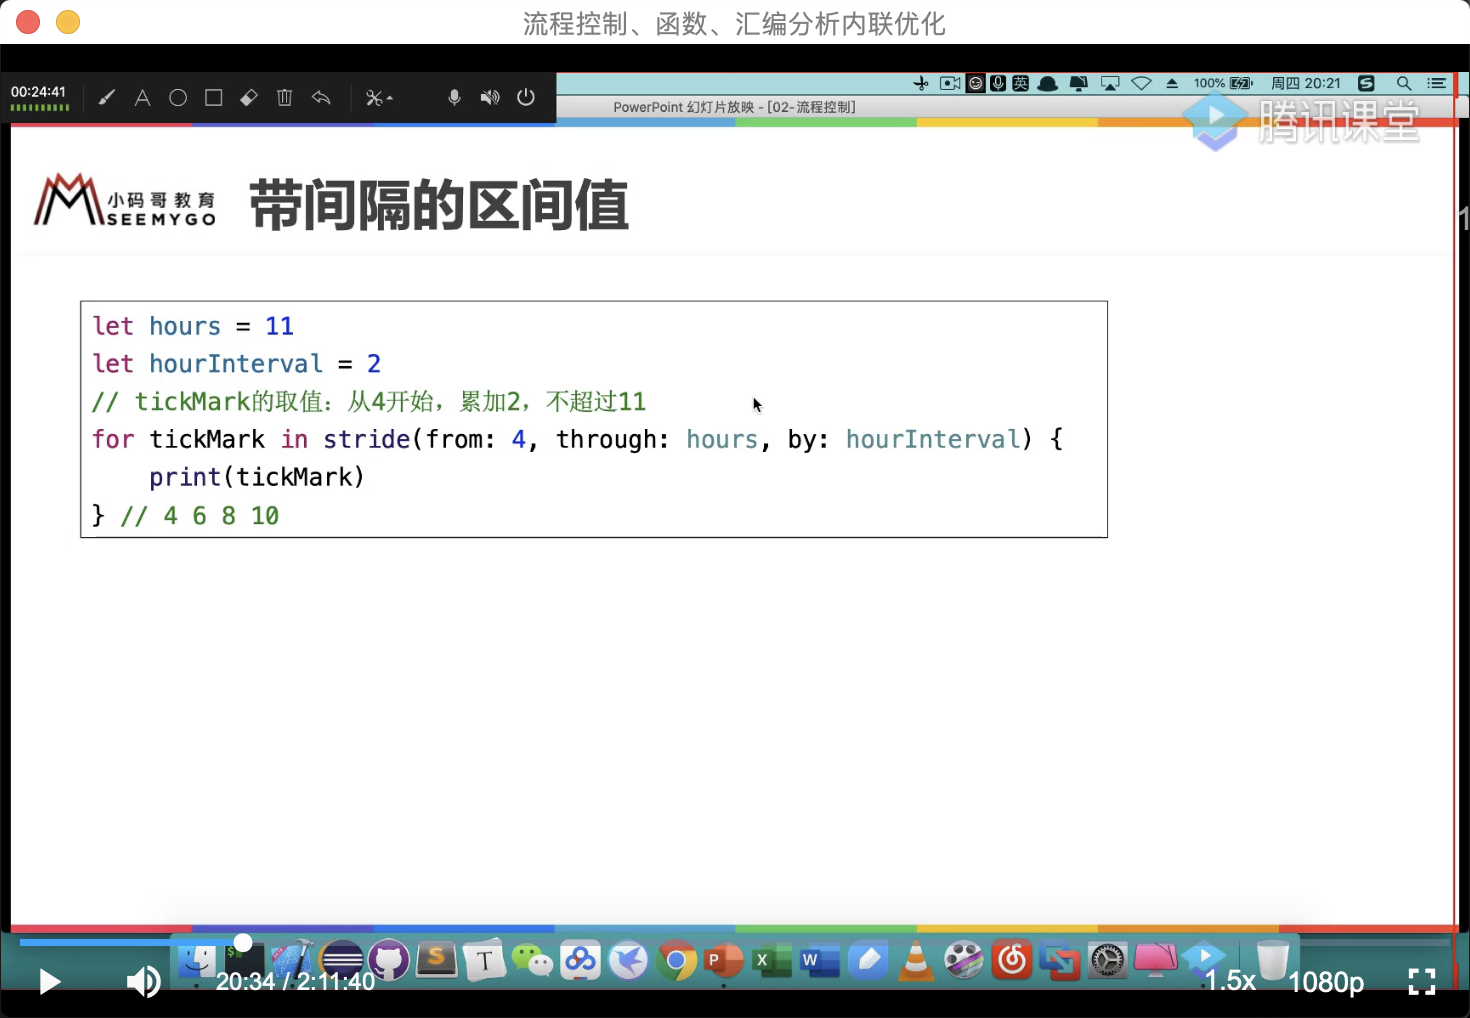 流程控制、函数、汇编分析内联优化
00:24:41
英
100%
周四 20:21
PowerPoint 幻灯片放映 - [02-流程控制]
腾讯课堂
小码哥教育
SEEMYGO
带间隔的区间值
let hours = 11
let hourInterval = 2
// tickMark的取值：从4开始，累加2，不超过11
for tickMark in stride(from: 4, through: hours, by: hourInterval) {
    print(tickMark)
} // 4 6 8 10
20:34 / 2:11:40
1.5x
1080p